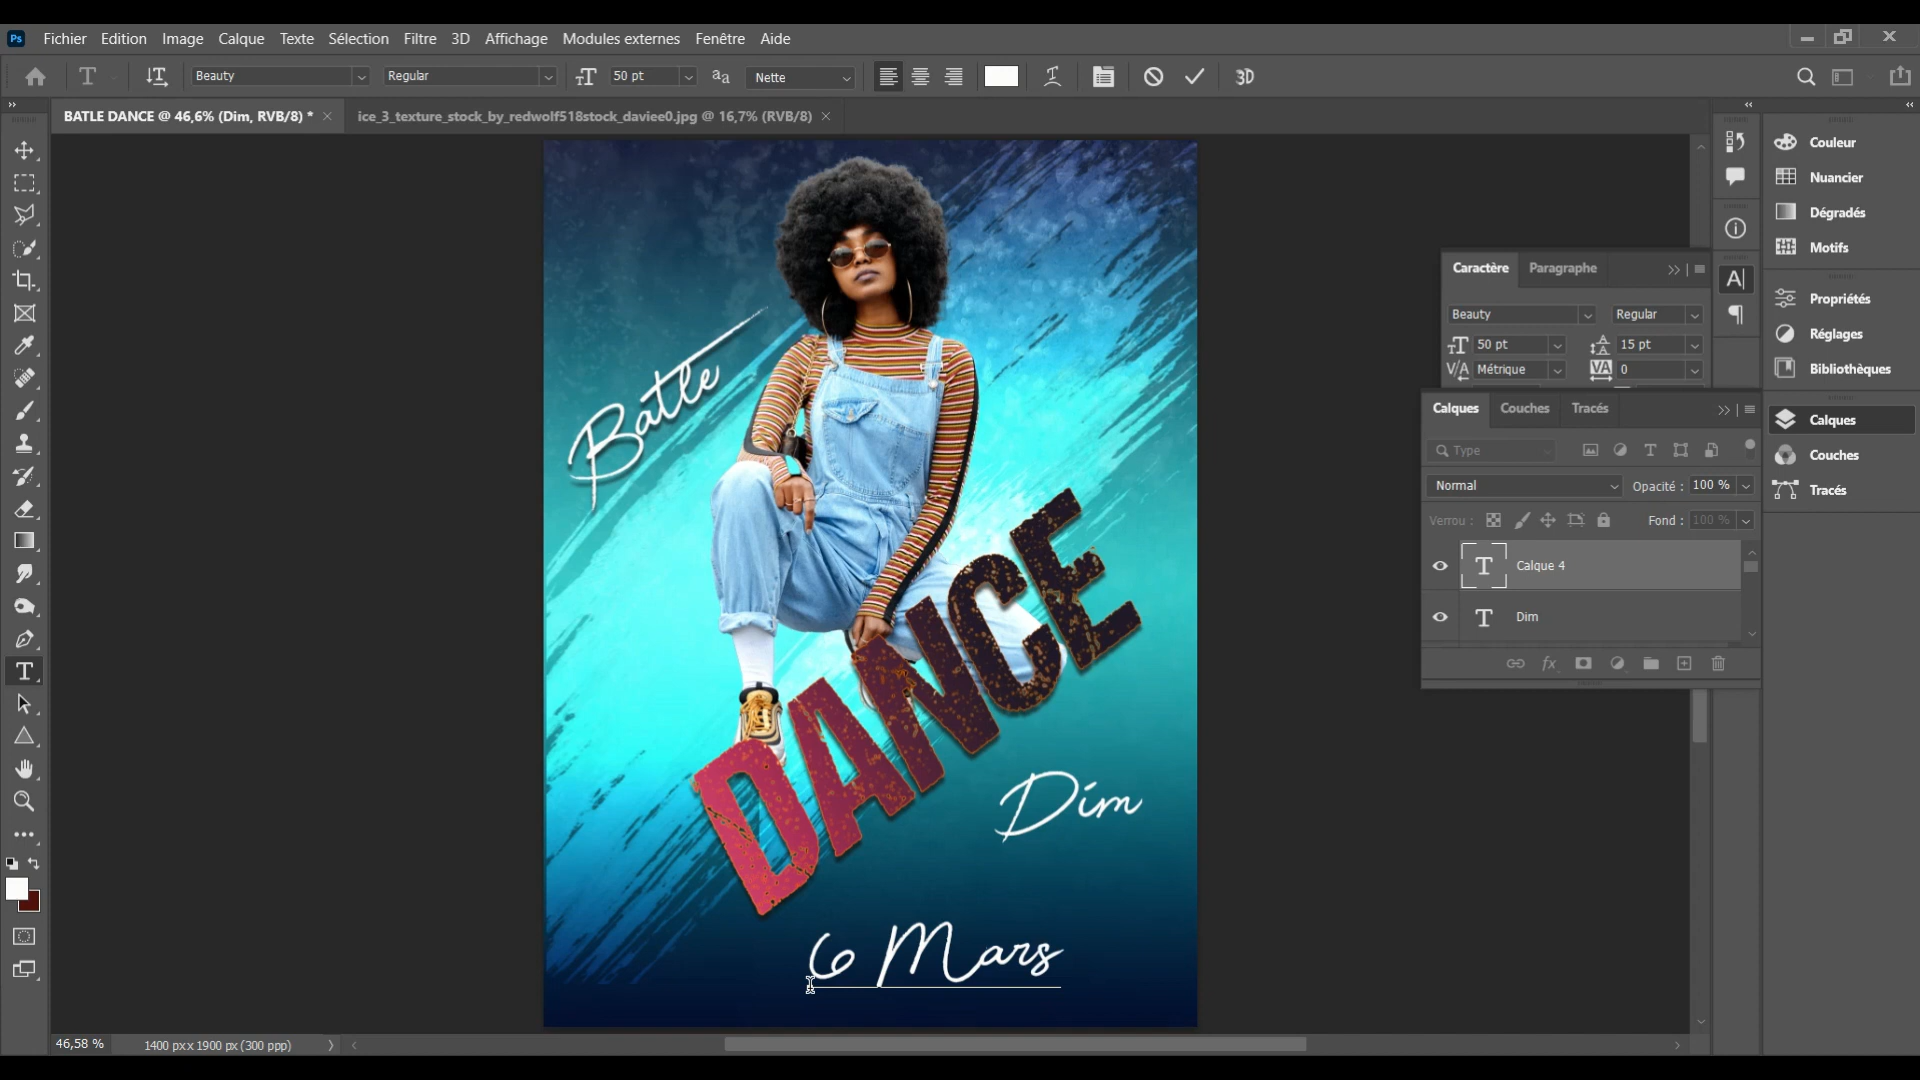 Ps Fichier Edition Image Calque Texte Sélection Filtre 3D Affichage Modules externes Fenêtre Aide
Beauty Regular 50 pt aa Nette 3D
BATLE DANCE @ 46,6% (Dim, RVB/8) * ice_3_texture_stock_by_redwolf518stock_daviee0.jpg @ 16,7% (RVB/8)
Batle
DANCE
Dim
6 Mars
Caractère Paragraphe
Beauty Regular
50 pt 15 pt
Métrique 0
Calques Couches Tracés
Type
Normal Opacité : 100 %
Verrou : Fond : 100 %
Calque 4
Dim
Couleur
Nuancier
Dégradés
Motifs
Propriétés
Réglages
Bibliothèques
Calques
Couches
Tracés
46,58 % 1400 px x 1900 px (300 ppp)